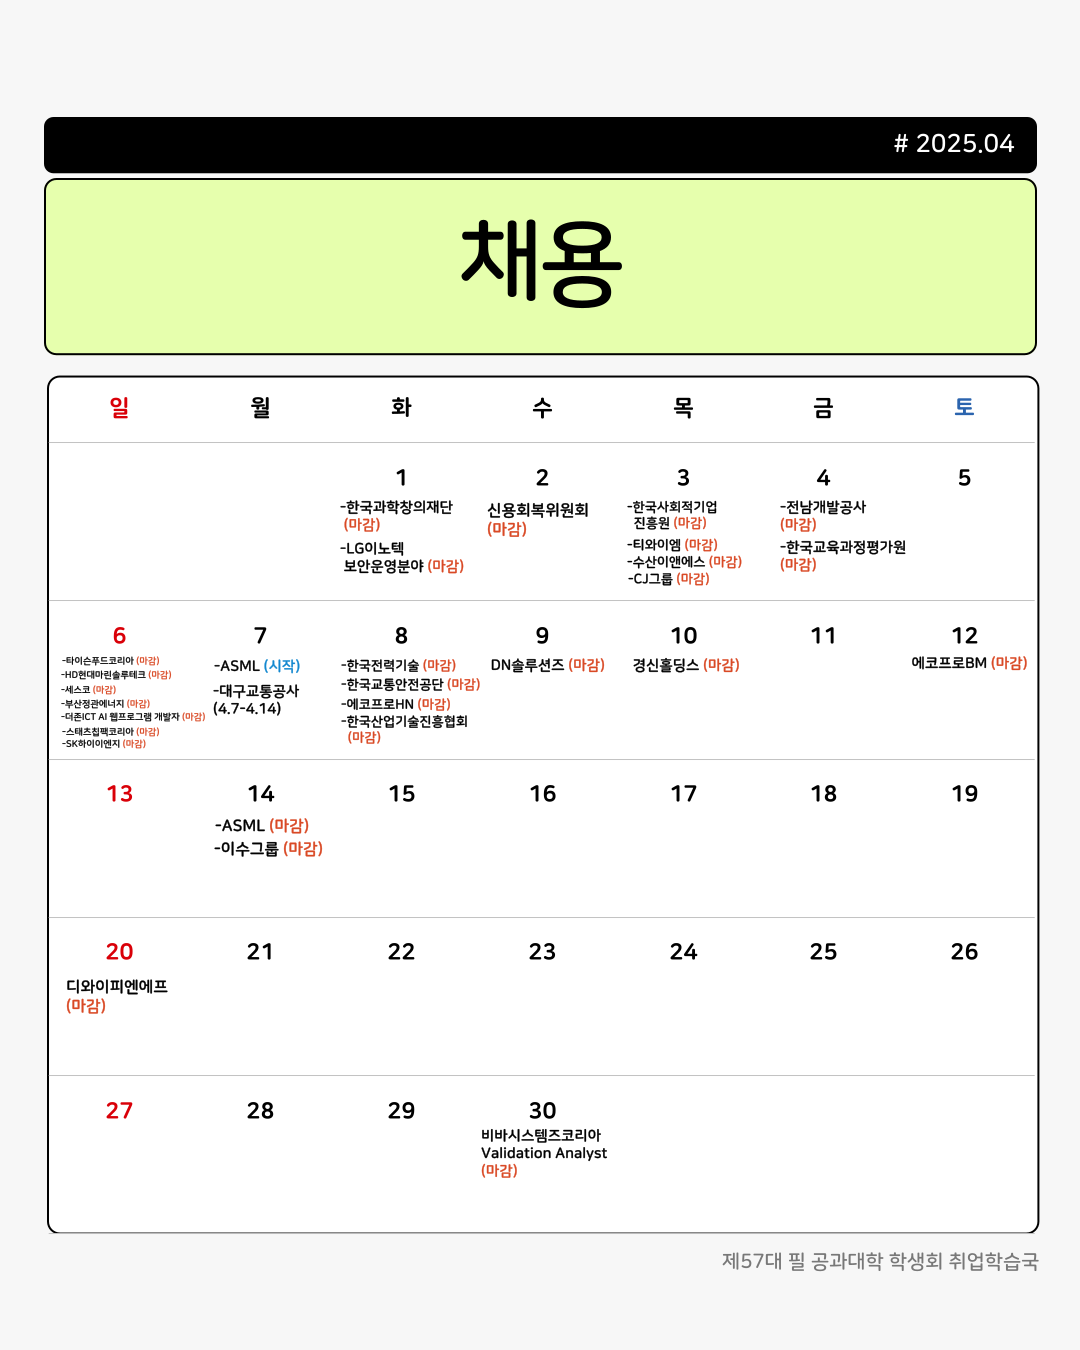 # 2025.04
채용
일 월 화 수 목 금 토
1
-한국과학창의재단
(마감)
-LG이노텍
보안운영분야 (마감)
2
신용회복위원회
(마감)
3
-한국사회적기업
진흥원 (마감)
-티와이엠 (마감)
-수산이앤에스 (마감)
-CJ그룹 (마감)
4
-전남개발공사
(마감)
-한국교육과정평가원
(마감)
5
6
-타이슨푸드코리아 (마감)
-HD현대마린솔루테크 (마감)
-세스코 (마감)
-부산정관에너지 (마감)
-더존ICT AI 웹프로그램 개발자 (마감)
-스태츠칩팩코리아 (마감)
-SK하이이엔지 (마감)
7
-ASML (시작)
-대구교통공사
(4.7-4.14)
8
-한국전력기술 (마감)
-한국교통안전공단 (마감)
-에코프로HN (마감)
-한국산업기술진흥협회
(마감)
9
DN솔루션즈 (마감)
10
경신홀딩스 (마감)
11
12
에코프로BM (마감)
13
14
-ASML (마감)
-이수그룹 (마감)
15
16
17
18
19
20
디와이피엔에프
(마감)
21
22
23
24
25
26
27
28
29
30
비바시스템즈코리아
Validation Analyst
(마감)
제57대 필 공과대학 학생회 취업학습국